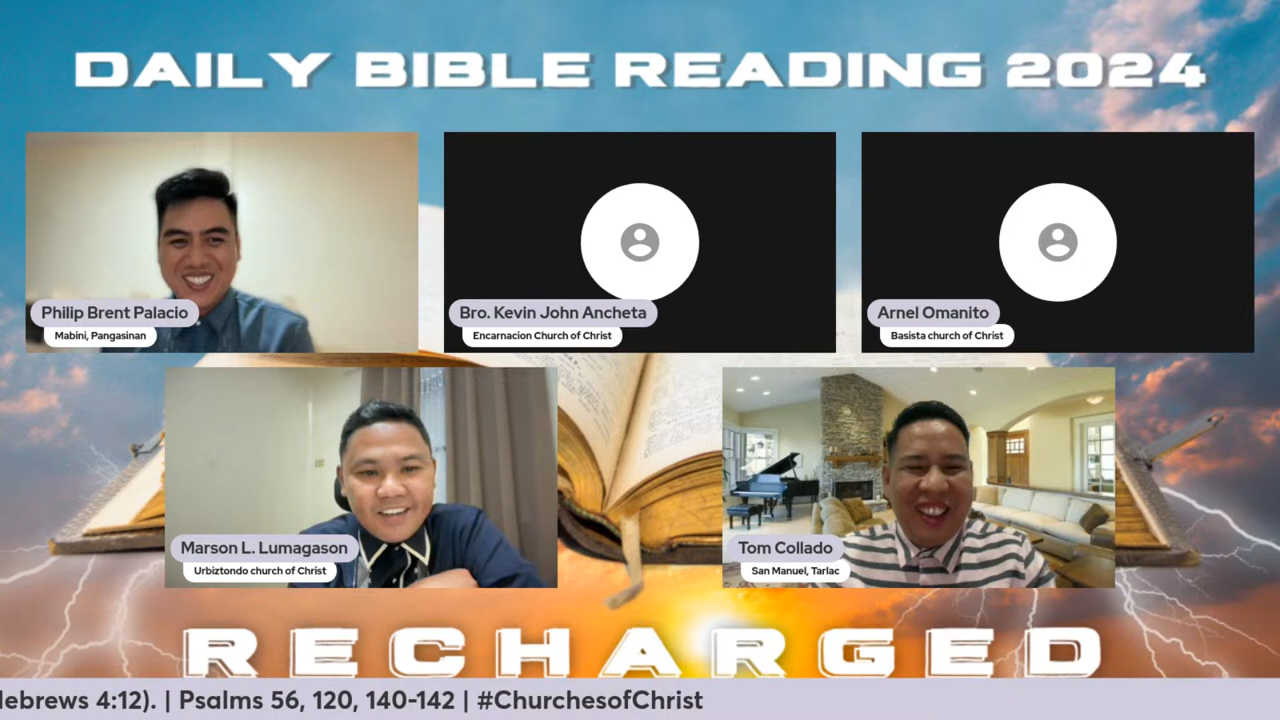 DAILY BIBLE READING 2024
Philip Brent Palacio
Mabini, Pangasinan
Bro. Kevin John Ancheta
Encarnacion Church of Christ
Arnel Omanito
Basista church of Christ
Marson L. Lumagason
Urbiztondo church of Christ
Tom Collado
San Manuel, Tarlac
RECHARGED
ebrews 4:12). | Psalms 56, 120, 140-142 | #ChurchesofChrist